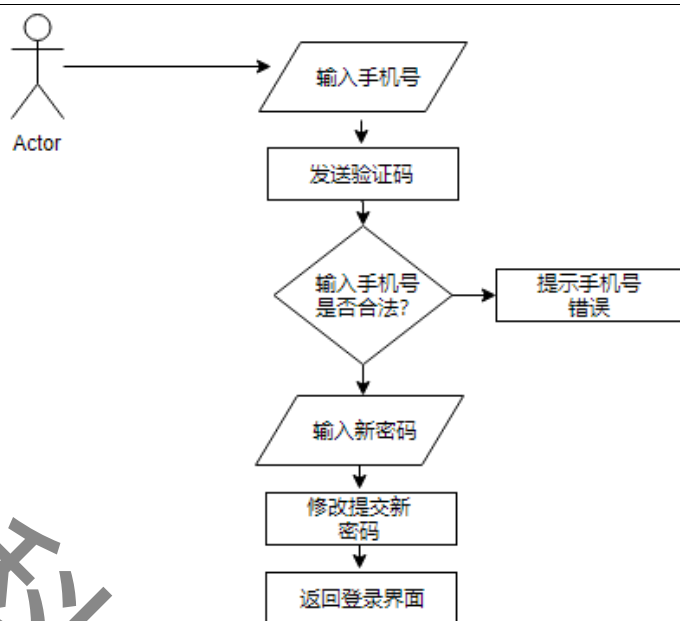 输入手机号
Actor
发送验证码
输入手机号
是否合法?
提示手机号
错误
输入新密码
修改提交新
密码
返回登录界面